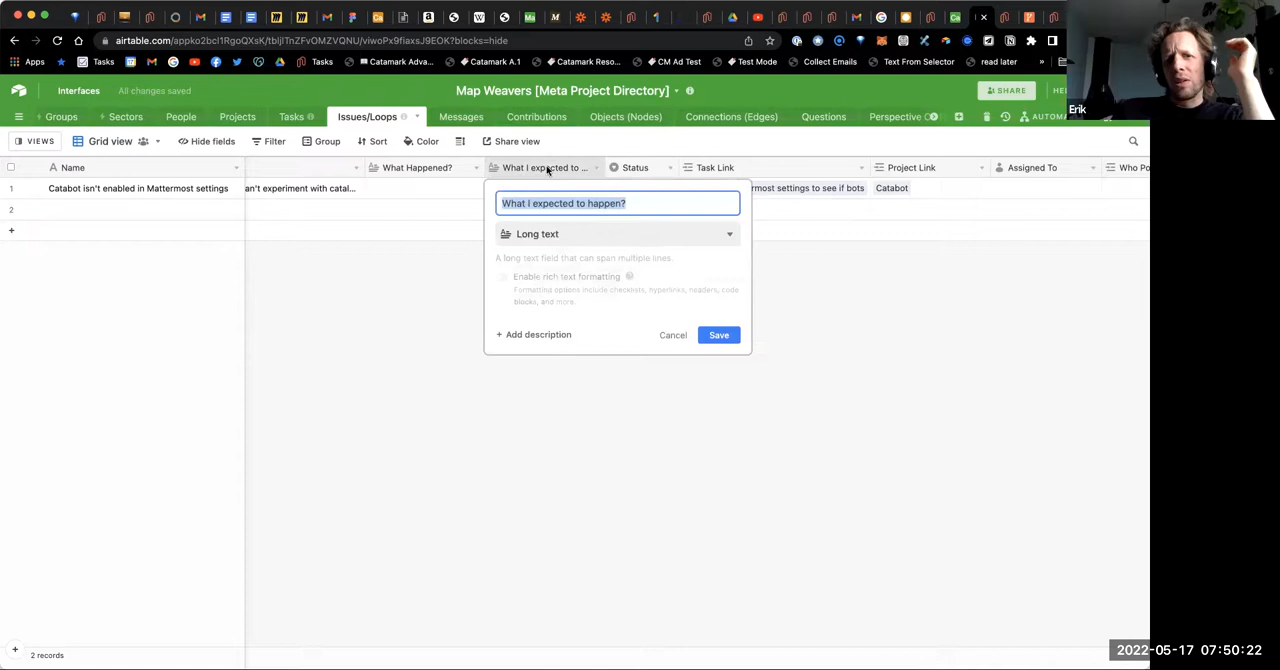 airtable.com/appko2bcl1RgoQXsK/tbljiTnZFvOMZVQNU/viwoPx9fiaxsJ9EOK?blocks=hide
Apps
Tasks
Tasks
Catamark Adva...
Catamark A.1
Catamark Reso...
CM Ad Test
Test Mode
Collect Emails
Text From Selector
read later
»
Erik
Interfaces
All changes saved
Map Weavers [Meta Project Directory]
SHARE
HEL
Groups
Sectors
People
Projects
Tasks
Issues/Loops
Messages
Contributions
Objects (Nodes)
Connections (Edges)
Questions
Perspective C
AUTOMA
VIEWS
Grid view
Hide fields
Filter
Group
Sort
Color
Share view
Name
What Happened?
What I expected to ...
Status
Task Link
Project Link
Assigned To
Who Po
1
Catabot isn't enabled in Mattermost settings
an't experiment with catal...
rmost settings to see if bots
Catabot
2
+
What I expected to happen?
Long text
A long text field that can span multiple lines.
Enable rich text formatting
Formatting options include checklists, hyperlinks, headers, code
blocks, and more.
+ Add description
Cancel
Save
+
2 records
2022-05-17 07:50:22